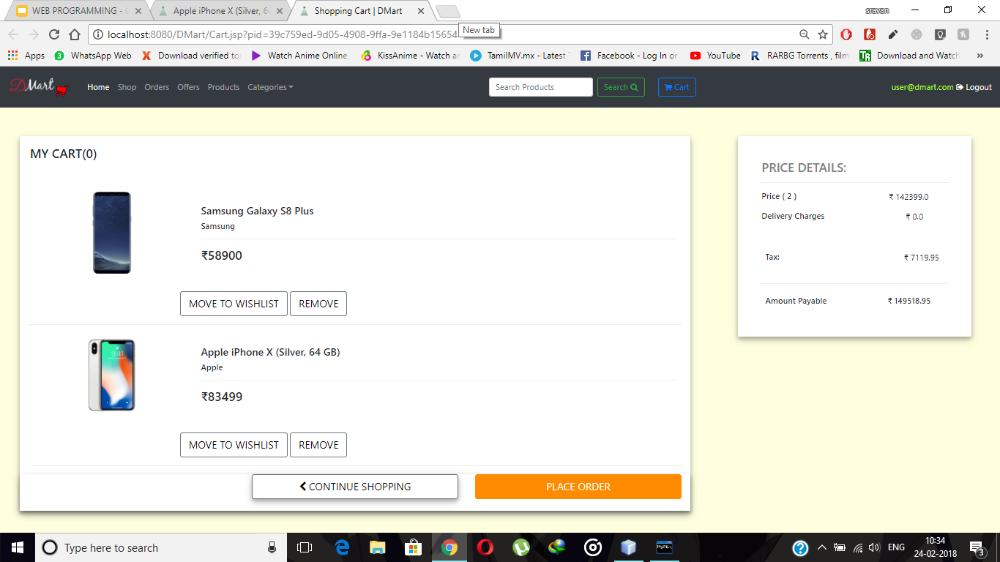 WEB PROGRAMMING - C
Apple iPhone X (Silver, 64
Shopping Cart | DMart
sravan
localhost:8080/DMart/Cart.jsp?pid=39c759ed-9d05-4908-9ffa-9e1184b15654
New tab
Apps
WhatsApp Web
Download verified to
Watch Anime Online,
KissAnime - Watch an
TamilMV.mx - Latest
Facebook - Log In or
YouTube
RARBG Torrents , film
Download and Watch
»
DMart
Home
Shop
Orders
Offers
Products
Categories
Search Products
Search
Cart
user@dmart.com
Logout
MY CART(0)
Samsung Galaxy S8 Plus
Samsung
₹58900
MOVE TO WISHLIST
REMOVE
Apple iPhone X (Silver, 64 GB)
Apple
₹83499
MOVE TO WISHLIST
REMOVE
CONTINUE SHOPPING
PLACE ORDER
PRICE DETAILS:
Price ( 2 ) ₹ 142399.0
Delivery Charges ₹ 0.0
Tax: ₹ 7119.95
Amount Payable ₹ 149518.95
Type here to search
MySQL
ENG
10:34
24-02-2018
3